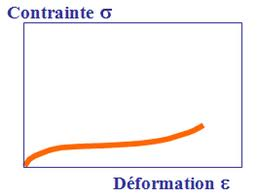 Contrainte σ
Déformation ε